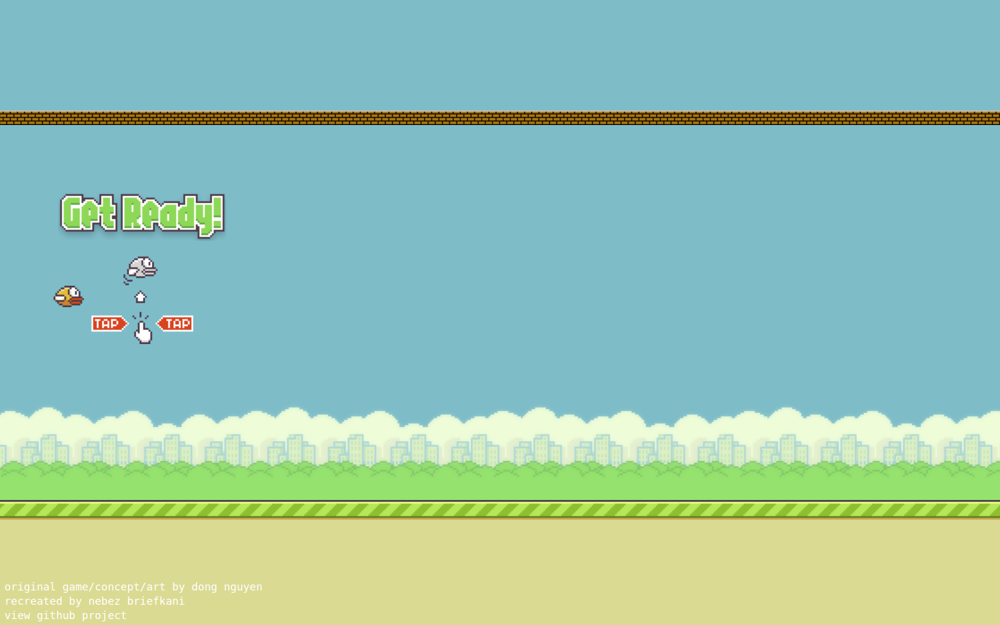 Get Ready!
TAP TAP
original game/concept/art by dong nguyen
recreated by nebez briefkani
view github project